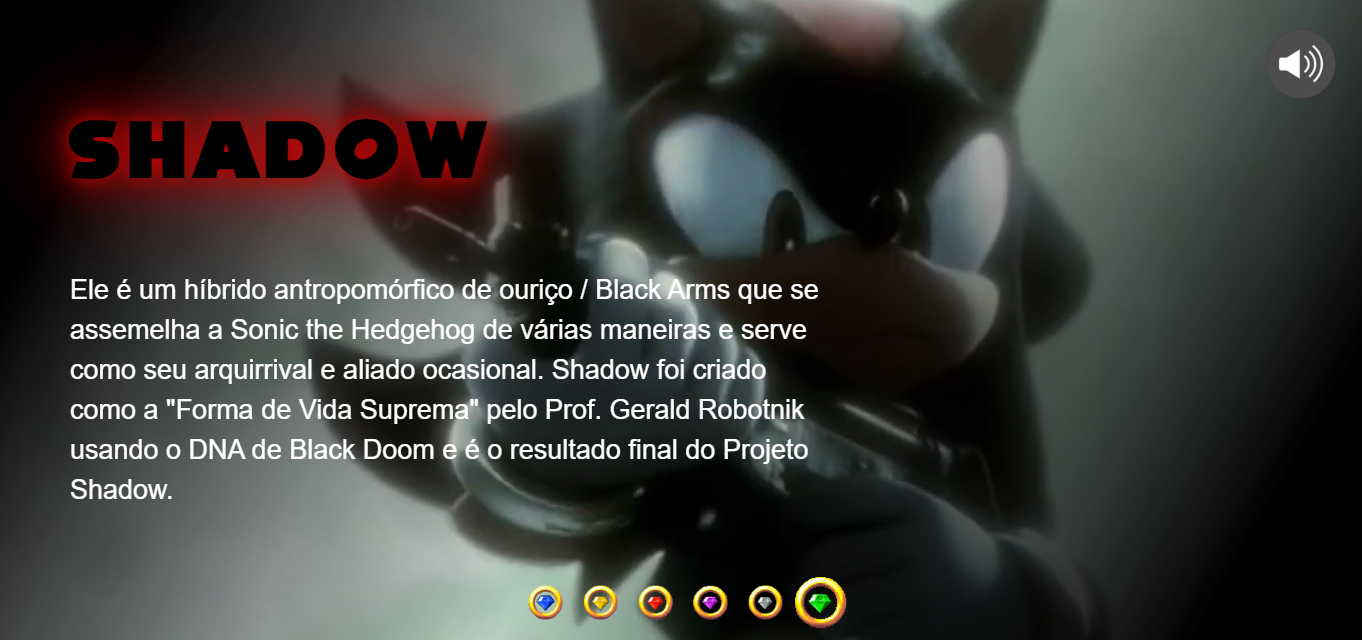 SHADOW
Ele é um híbrido antropomórfico de ouriço / Black Arms que se
assemelha a Sonic the Hedgehog de várias maneiras e serve
como seu arquirrival e aliado ocasional. Shadow foi criado
como a "Forma de Vida Suprema" pelo Prof. Gerald Robotnik
usando o DNA de Black Doom e é o resultado final do Projeto
Shadow.